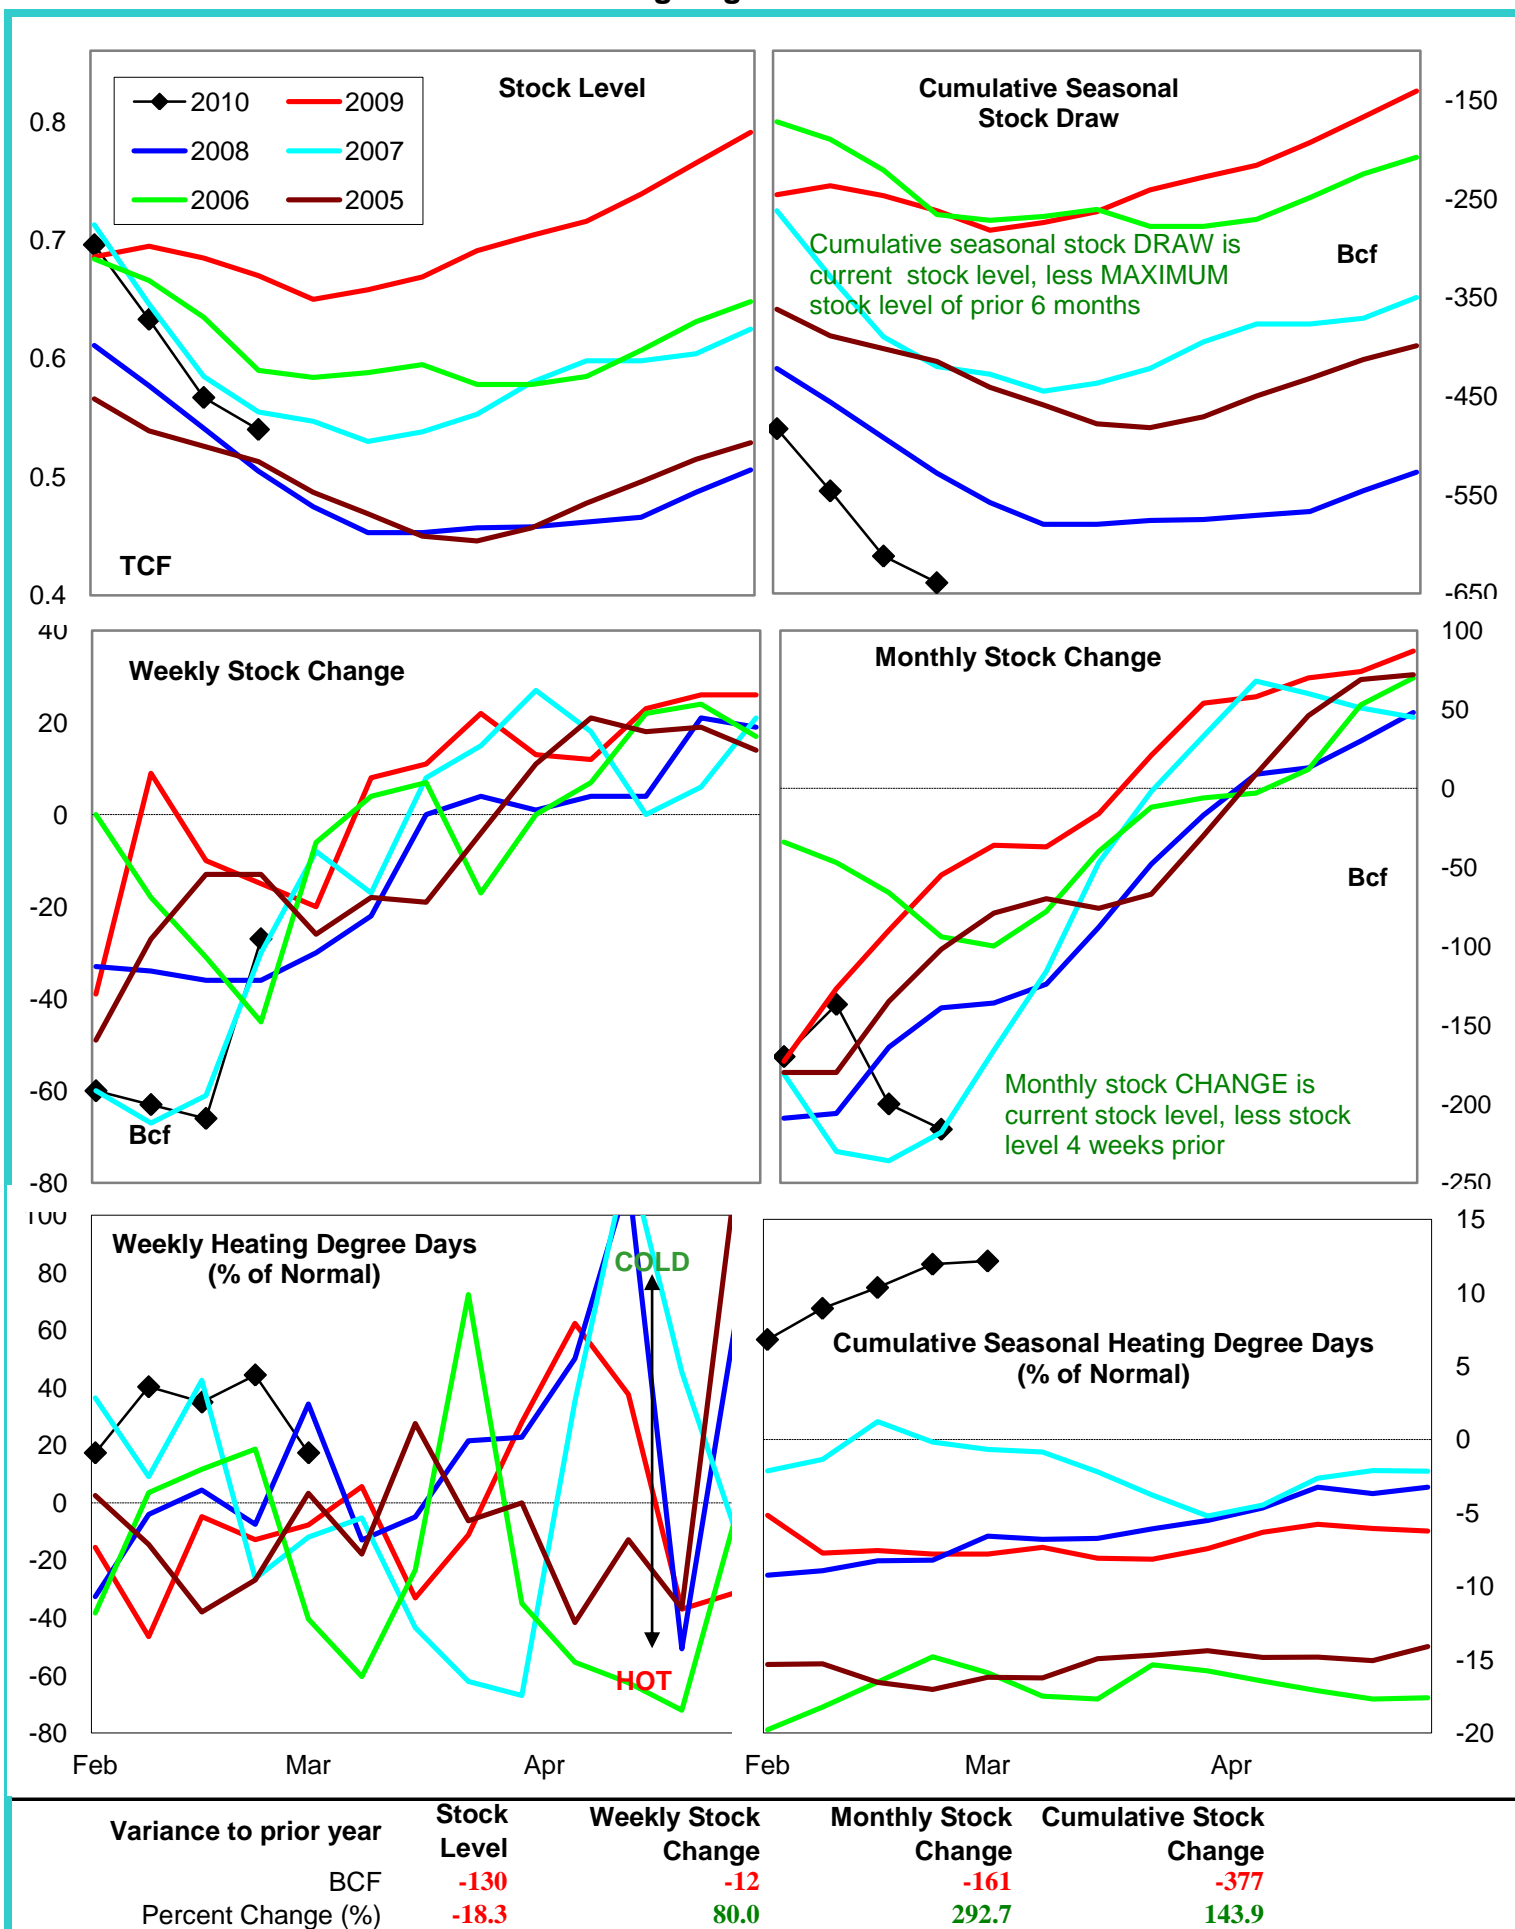 Stock Level
2010 2009
2008 2007
2006 2005
0.8
0.7
0.6
0.5
0.4
TCF
Cumulative Seasonal
Stock Draw
Cumulative seasonal stock DRAW is
current stock level, less MAXIMUM
stock level of prior 6 months
Bcf
-150
-250
-350
-450
-550
-650
Weekly Stock Change
40
20
0
-20
-40
-60
-80
Bcf
Monthly Stock Change
100
50
0
-50
-100
-150
-200
-250
Bcf
Monthly stock CHANGE is
current stock level, less stock
level 4 weeks prior
Weekly Heating Degree Days
(% of Normal)
100
80
60
40
20
0
-20
-40
-60
-80
COLD
HOT
Feb Mar Apr
Cumulative Seasonal Heating Degree Days
(% of Normal)
15
10
5
0
-5
-10
-15
-20
Feb Mar Apr
Variance to prior year
Stock
Level
Weekly Stock
Change
Monthly Stock
Change
Cumulative Stock
Change
BCF -130 -12 -161 -377
Percent Change (%) -18.3 80.0 292.7 143.9